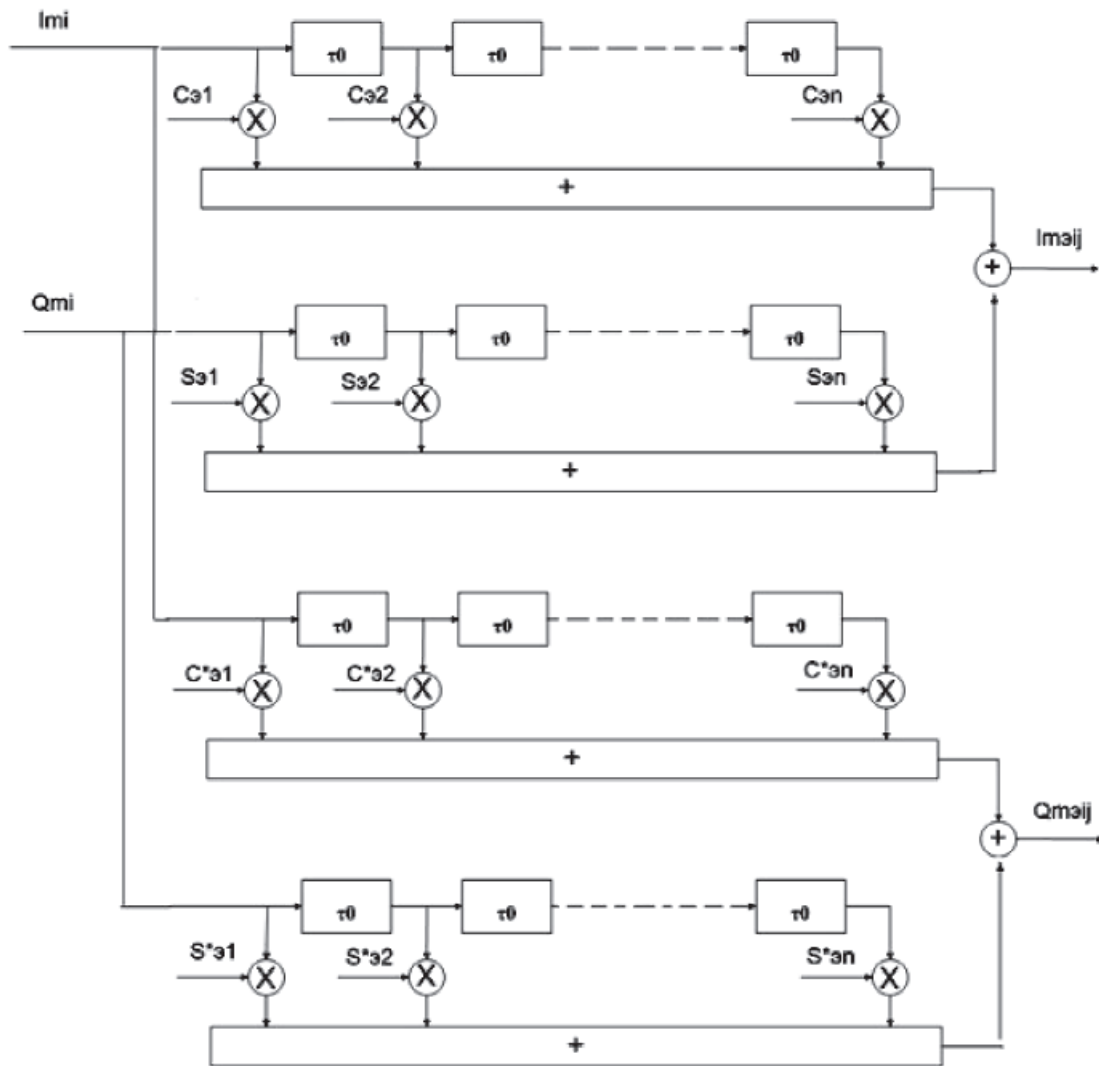 Imi
τ0 τ0 τ0
Cэ1 Cэ2 Cэn
X X X
+
Imэij
+
Qmi
τ0 τ0 τ0
Sэ1 Sэ2 Sэn
X X X
+
τ0 τ0 τ0
C*э1 C*э2 C*эn
X X X
+
Qmэij
+
τ0 τ0 τ0
S*э1 S*э2 S*эn
X X X
+